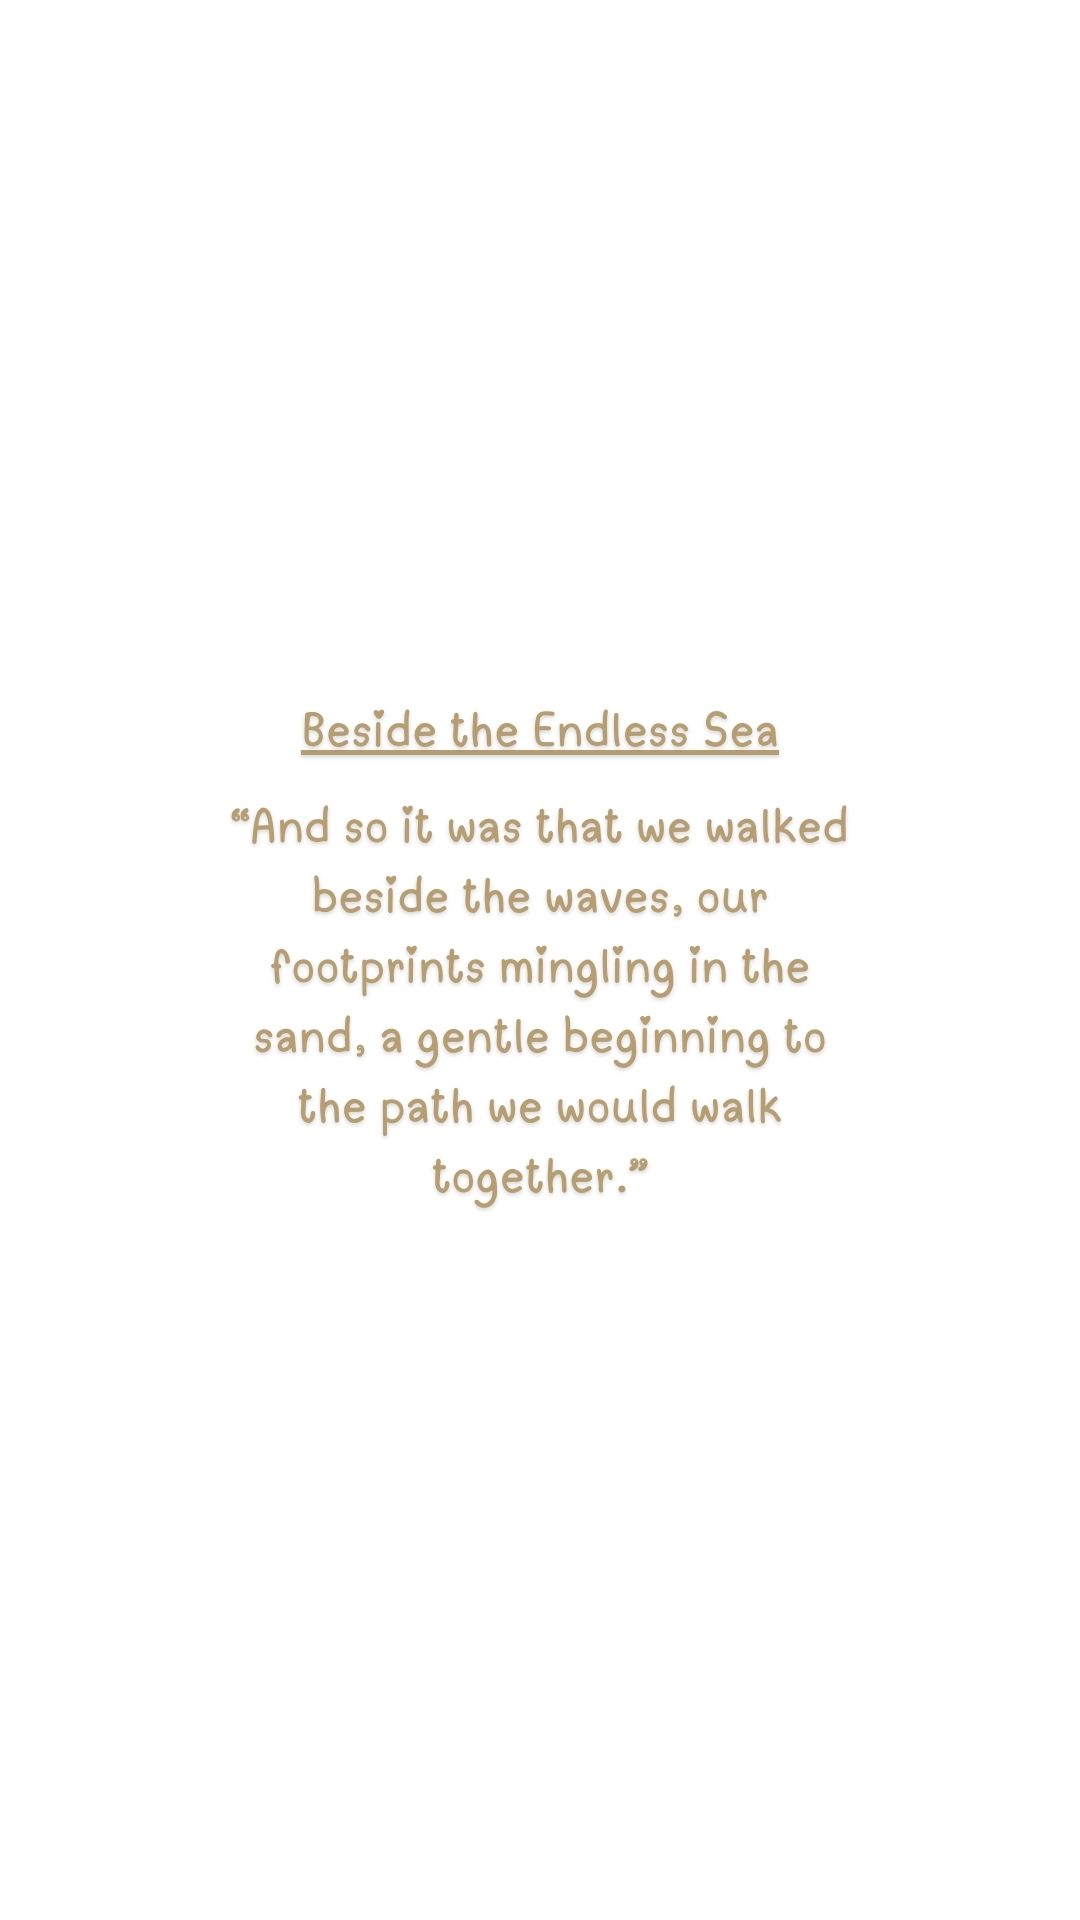 Beside the Endless Sea
“And so it was that we walked
beside the waves, our
footprints mingling in the
sand, a gentle beginning to
the path we would walk
together.”